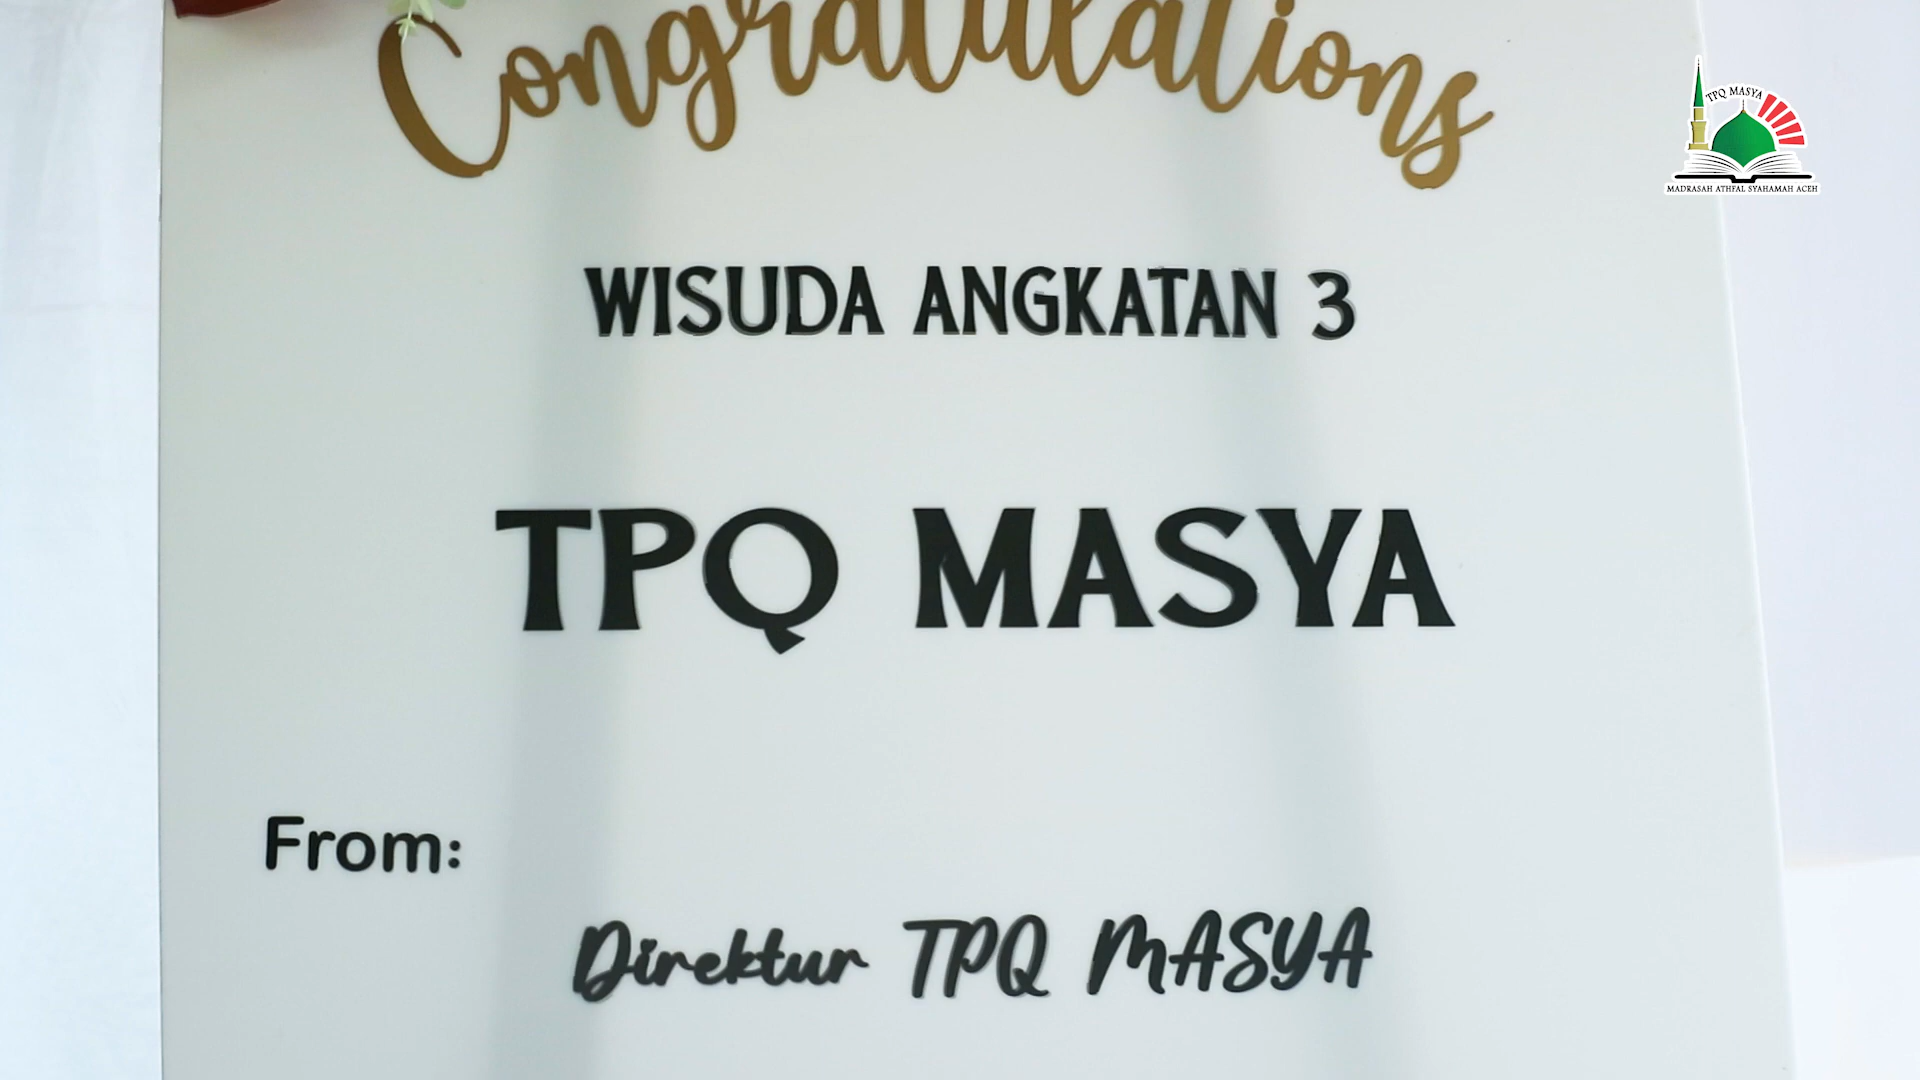 Congratulations
TPQ MASYA
MADRASAH ATHFAL SYAHAMAH ACEH
WISUDA ANGKATAN 3
TPQ MASYA
From:
Direktur TPQ MASYA